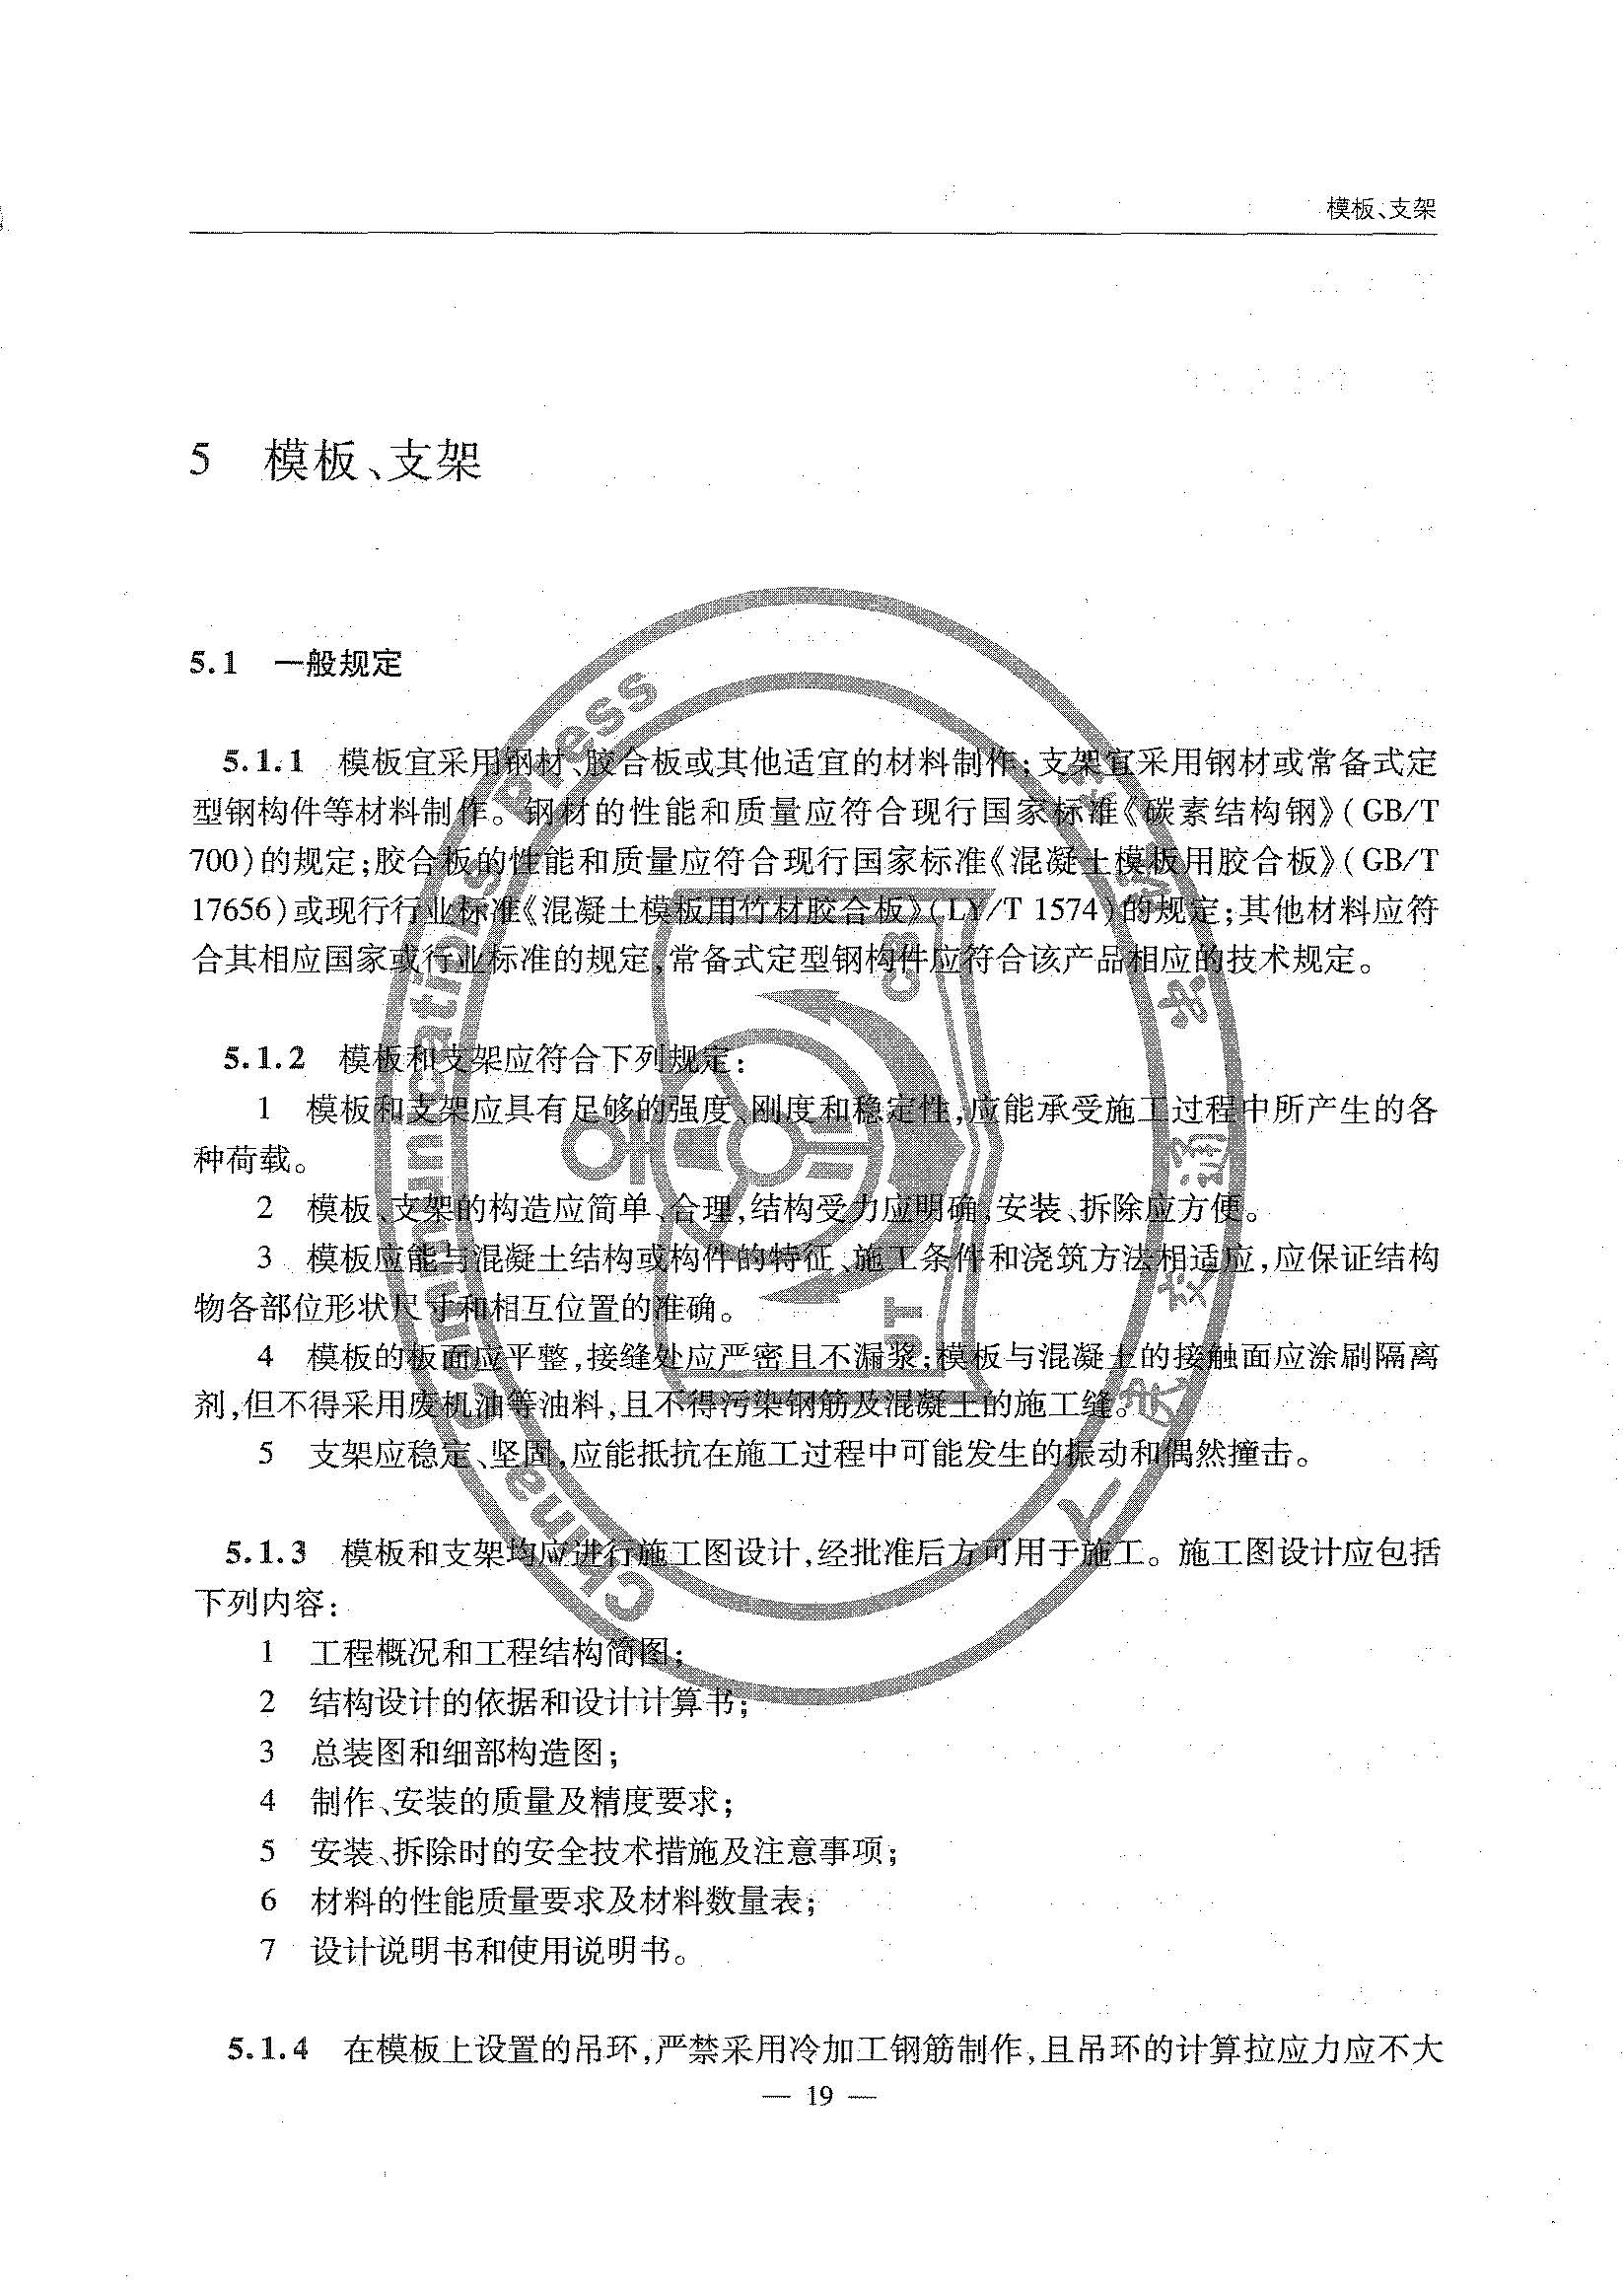 模板、支架
5 模板、支架
5.1 一般规定
5.1.1 模板宜采用钢材、胶合板或其他适宜的材料制作;支架宜采用钢材或常备式定
型钢构件等材料制作。钢材的性能和质量应符合现行国家标准《碳素结构钢》(GB/T
700)的规定;胶合板的性能和质量应符合现行国家标准《混凝土模板用胶合板》(GB/T
17656)或现行行业标准《混凝土模板用竹材胶合板》(LY/T 1574)的规定;其他材料应符
合其相应国家或行业标准的规定,常备式定型钢构件应符合该产品相应的技术规定。
5.1.2 模板和支架应符合下列规定:
1 模板和支架应具有足够的强度、刚度和稳定性,应能承受施工过程中所产生的各
种荷载。
2 模板、支架的构造应简单、合理,结构受力应明确,安装、拆除应方便。
3 模板应能与混凝土结构或构件的特征、施工条件和浇筑方法相适应,应保证结构
物各部位形状尺寸和相互位置的准确。
4 模板的板面应平整,接缝处应严密且不漏浆;模板与混凝土的接触面应涂刷隔离
剂,但不得采用废机油等油料,且不得污染钢筋及混凝土的施工缝。
5 支架应稳定、坚固,应能抵抗在施工过程中可能发生的振动和偶然撞击。
5.1.3 模板和支架均应进行施工图设计,经批准后方可用于施工。施工图设计应包括
下列内容:
1 工程概况和工程结构简图;
2 结构设计的依据和设计计算书;
3 总装图和细部构造图;
4 制作、安装的质量及精度要求;
5 安装、拆除时的安全技术措施及注意事项;
6 材料的性能质量要求及材料数量表;
7 设计说明书和使用说明书。
5.1.4 在模板上设置的吊环,严禁采用冷加工钢筋制作,且吊环的计算拉应力应不大
— 19 —
China Communications Press
人民交通出版